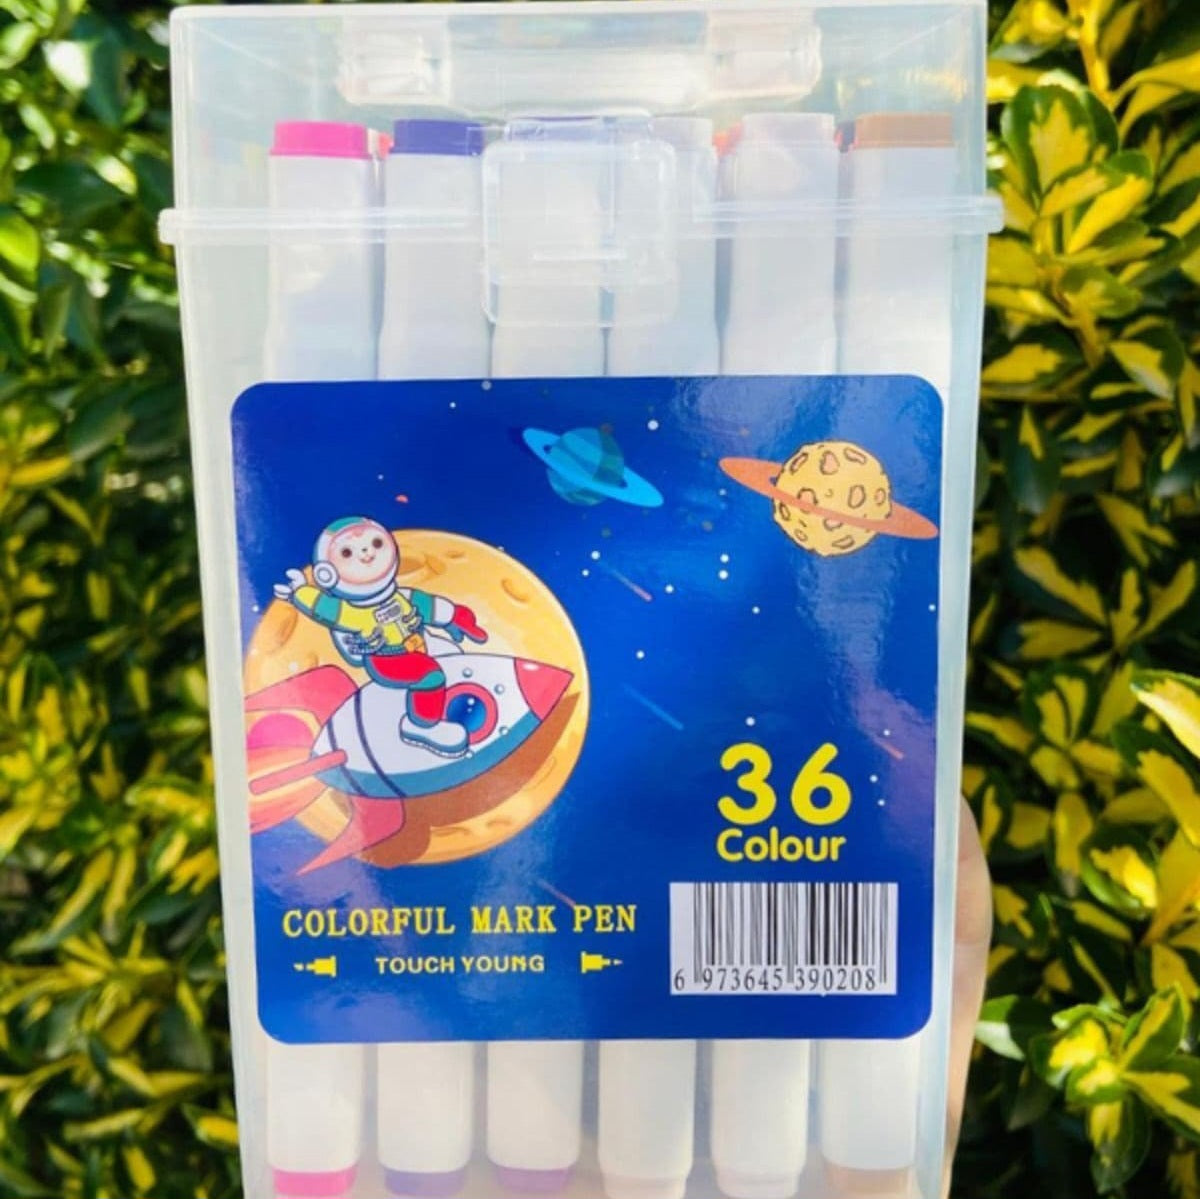 36
Colour
COLORFUL MARK PEN
TOUCH YOUNG
6 973645 390208